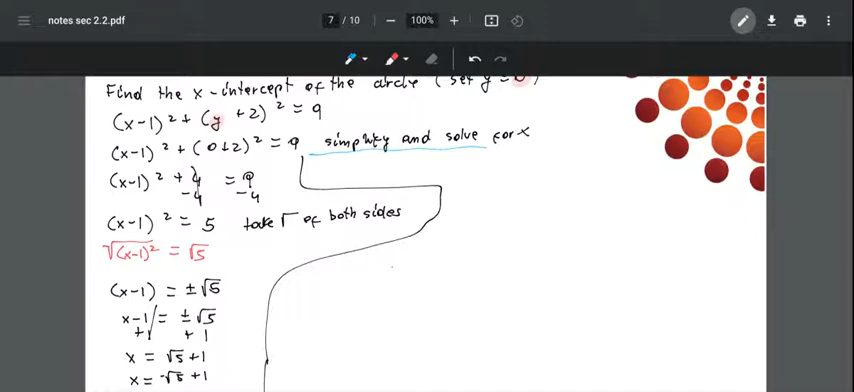 notes sec 2.2.pdf
7 / 10
100%
Find the x-intercept of the circle (set y = 0)
(x-1)² + (y+2)² = 9
(x-1)² + (0+2)² = 9 simplify and solve for x
(x-1)² + 4 = 9
-4 -4
(x-1)² = 5 take √ of both sides
√(x-1)² = √5
(x-1) = ±√5
x-1 = ±√5
+1 +1
x = √5+1
x = -√5+1